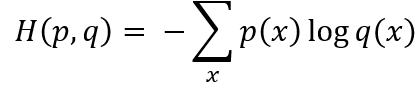 H(p,q) = −∑ₓ p(x) log q(x)